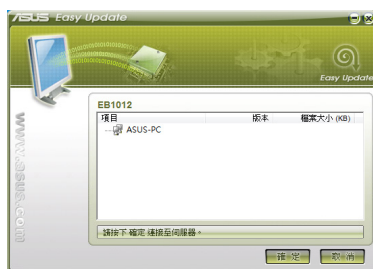 ASUS Easy Update
Easy Update
EB1012
項目 版本 檔案大小 (KB)
ASUS-PC
請按下 確定 連接至伺服器。
WWW.ASUS.COM
確 定 取 消